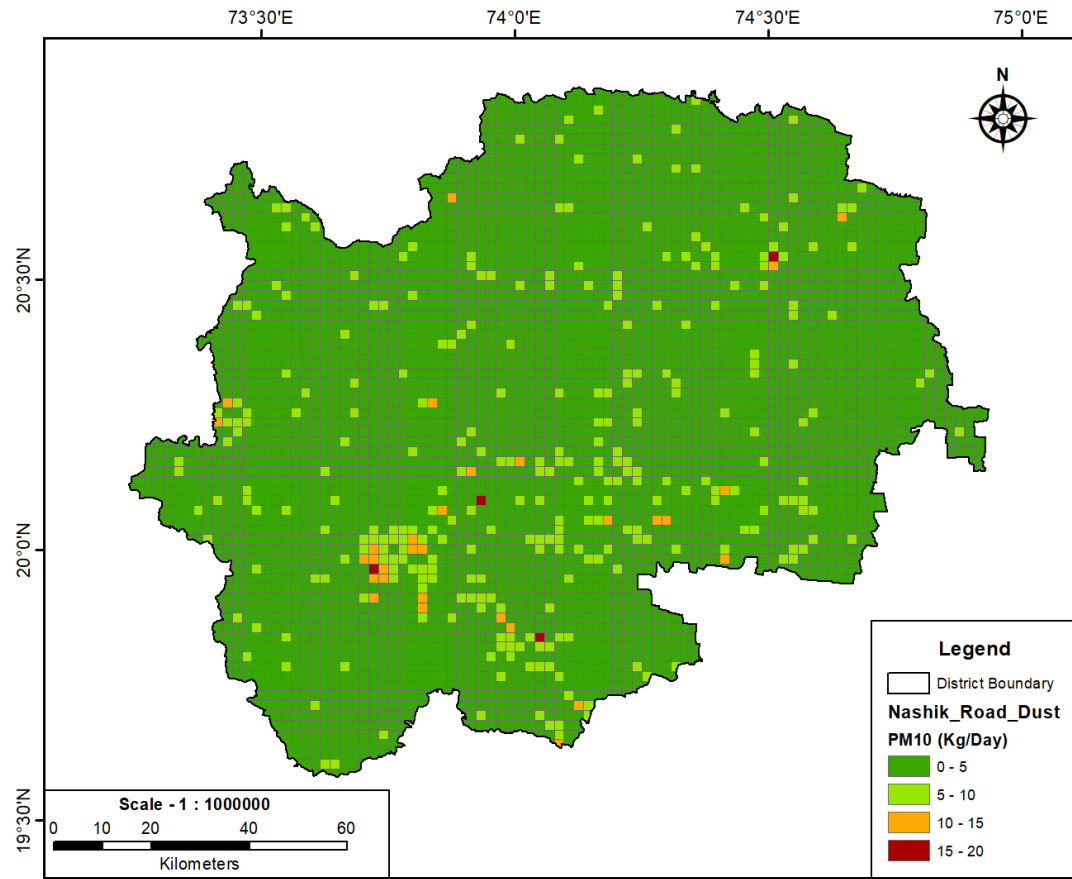 73°30'E 74°0'E 74°30'E 75°0'E
N
20°30'N
20°0'N
19°30'N
Legend
District Boundary
Nashik_Road_Dust
PM10 (Kg/Day)
0 - 5
5 - 10
10 - 15
15 - 20
Scale - 1 : 1000000
0 10 20 40 60
Kilometers